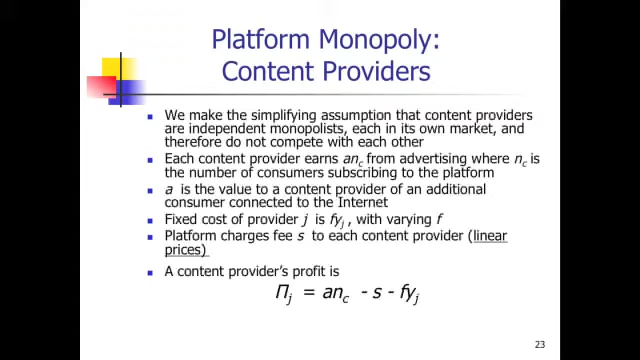 Platform Monopoly:
Content Providers
We make the simplifying assumption that content providers
are independent monopolists, each in its own market, and
therefore do not compete with each other
Each content provider earns anc from advertising where nc is
the number of consumers subscribing to the platform
a is the value to a content provider of an additional
consumer connected to the Internet
Fixed cost of provider j is fyj , with varying f
Platform charges fee s to each content provider (linear
prices)
A content provider's profit is
Πj = anc - s - fyj
23